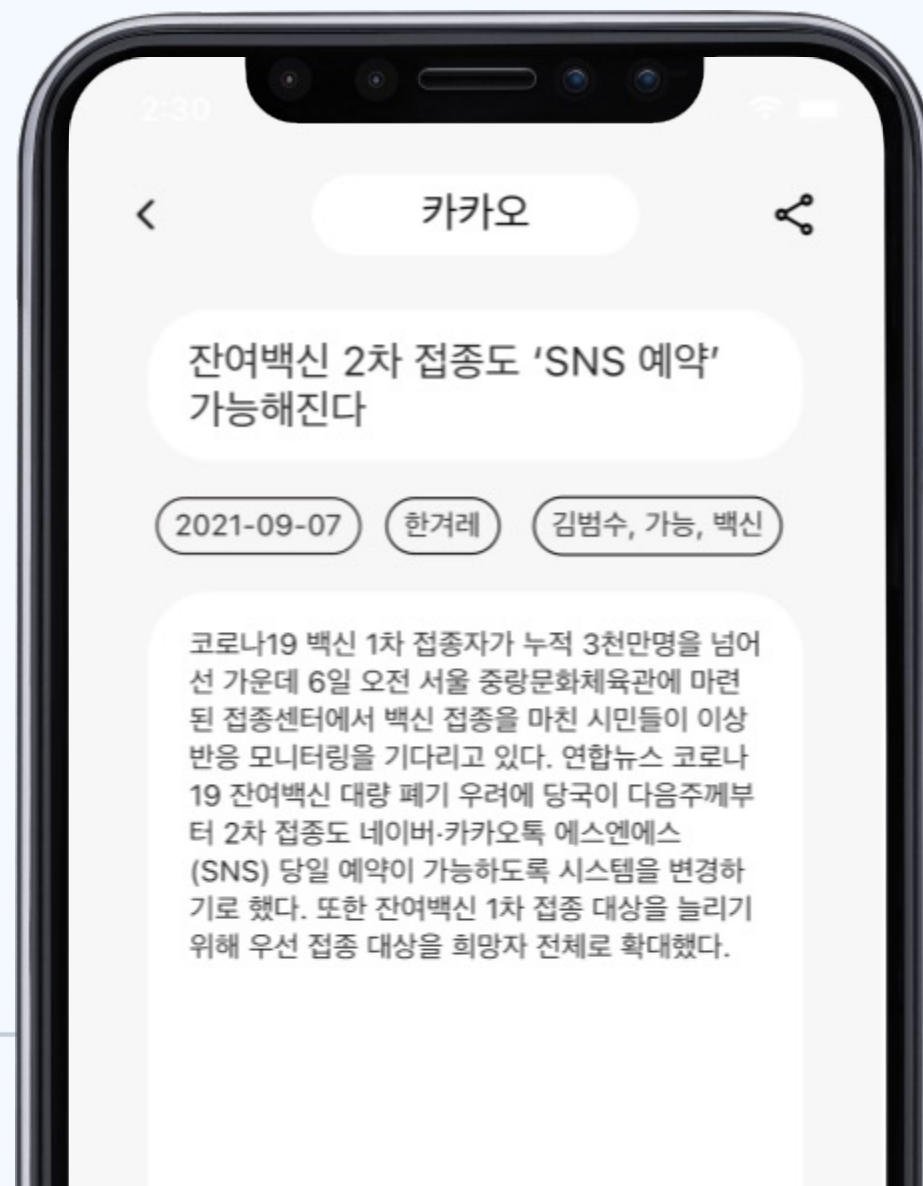 2:30
카카오
잔여백신 2차 접종도 ‘SNS 예약’
가능해진다
2021-09-07 한겨레 김범수, 가능, 백신
코로나19 백신 1차 접종자가 누적 3천만명을 넘어
선 가운데 6일 오전 서울 중랑문화체육관에 마련
된 접종센터에서 백신 접종을 마친 시민들이 이상
반응 모니터링을 기다리고 있다. 연합뉴스 코로나
19 잔여백신 대량 폐기 우려에 당국이 다음주께부
터 2차 접종도 네이버·카카오톡 에스엔에스
(SNS) 당일 예약이 가능하도록 시스템을 변경하
기로 했다. 또한 잔여백신 1차 접종 대상을 늘리기
위해 우선 접종 대상을 희망자 전체로 확대했다.